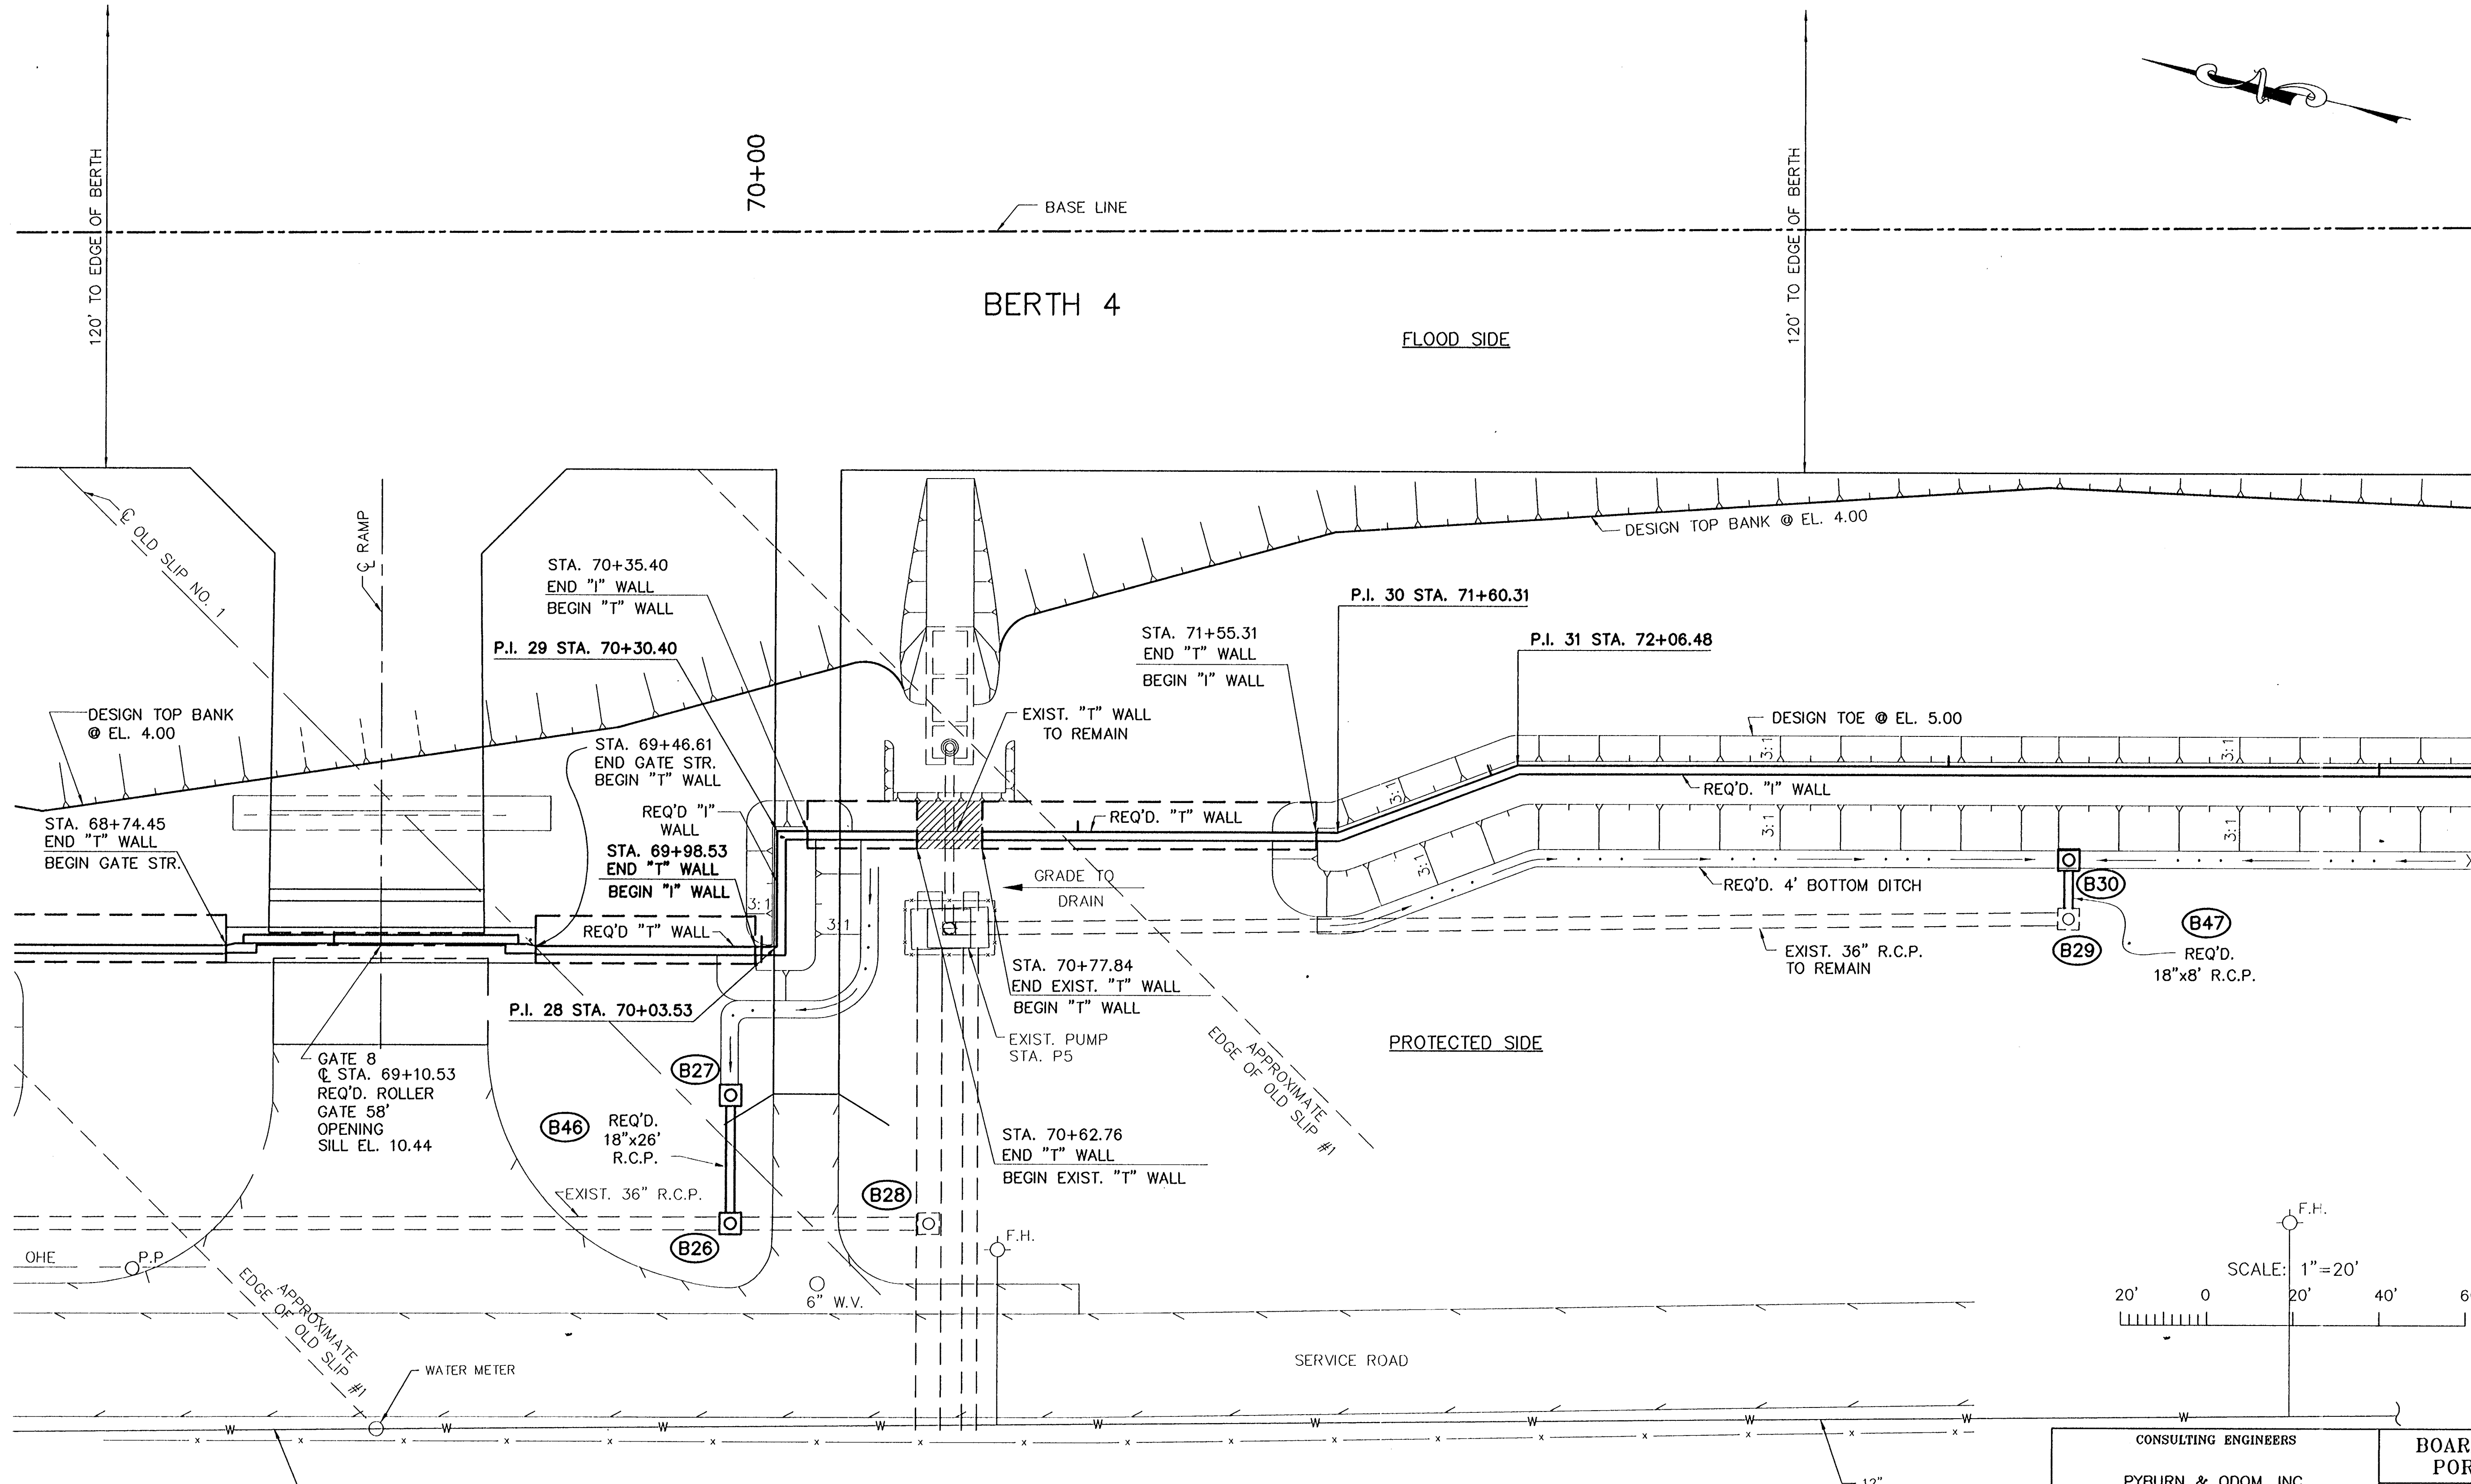 120' TO EDGE OF BERTH
70+00
BASE LINE
120' TO EDGE OF BERTH
BERTH 4
FLOOD SIDE
℄ OLD SLIP NO. 1
℄ RAMP
DESIGN TOP BANK @ EL. 4.00
STA. 70+35.40
END "I" WALL
BEGIN "T" WALL
P.I. 29 STA. 70+30.40
P.I. 30 STA. 71+60.31
STA. 71+55.31
END "T" WALL
BEGIN "I" WALL
P.I. 31 STA. 72+06.48
DESIGN TOP BANK
@ EL. 4.00
EXIST. "T" WALL
TO REMAIN
DESIGN TOE @ EL. 5.00
STA. 69+46.61
END GATE STR.
BEGIN "T" WALL
3:1
3:1
3:1
REQ'D. "I" WALL
REQ'D "I"
WALL
REQ'D. "T" WALL
STA. 68+74.45
END "T" WALL
BEGIN GATE STR.
STA. 69+98.53
END "T" WALL
BEGIN "I" WALL
3:1
3:1
3:1
GRADE TO
DRAIN
REQ'D. 4' BOTTOM DITCH
B30
3:1
3:1
REQ'D "T" WALL
B47
B29
REQ'D.
18"x8' R.C.P.
EXIST. 36" R.C.P.
TO REMAIN
STA. 70+77.84
END EXIST. "T" WALL
BEGIN "T" WALL
P.I. 28 STA. 70+03.53
EXIST. PUMP
STA. P5
APPROXIMATE
EDGE OF OLD SLIP #1
PROTECTED SIDE
GATE 8
℄ STA. 69+10.53
REQ'D. ROLLER
GATE 58'
OPENING
SILL EL. 10.44
B27
B46
REQ'D.
18"x26'
R.C.P.
STA. 70+62.76
END "T" WALL
BEGIN EXIST. "T" WALL
EXIST. 36" R.C.P.
B28
B26
F.H.
F.H.
OHE
P.P.
6" W.V.
SCALE: 1"=20'
20' 0 20' 40' 6
APPROXIMATE
EDGE OF OLD SLIP #1
WATER METER
SERVICE ROAD
W W W W W W W W W W
x x x x x x x x x x x x x x x x x x
12"
CONSULTING ENGINEERS
PYBURN & ODOM, INC
BOAR
POR